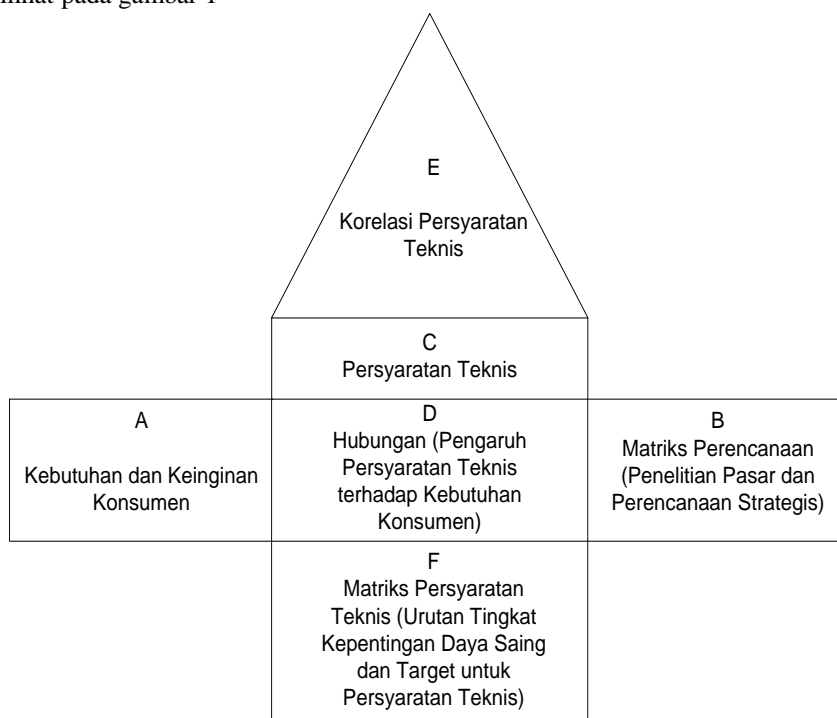 pada gambar 1
E
Korelasi Persyaratan
Teknis
C
Persyaratan Teknis
A
Kebutuhan dan Keinginan
Konsumen
D
Hubungan (Pengaruh
Persyaratan Teknis
terhadap Kebutuhan
Konsumen)
B
Matriks Perencanaan
(Penelitian Pasar dan
Perencanaan Strategis)
F
Matriks Persyaratan
Teknis (Urutan Tingkat
Kepentingan Daya Saing
dan Target untuk
Persyaratan Teknis)